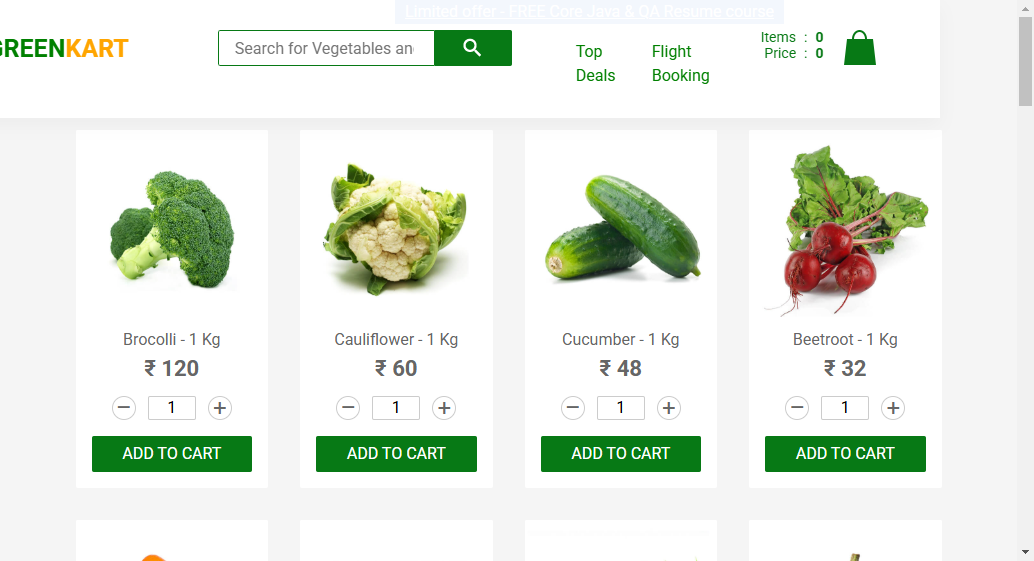 Limited offer - FREE Core Java & QA Resume course
GREENKART
Search for Vegetables an
Top
Deals
Flight
Booking
Items : 0
Price : 0
Brocolli - 1 Kg
₹ 120
1
ADD TO CART
Cauliflower - 1 Kg
₹ 60
1
ADD TO CART
Cucumber - 1 Kg
₹ 48
1
ADD TO CART
Beetroot - 1 Kg
₹ 32
1
ADD TO CART